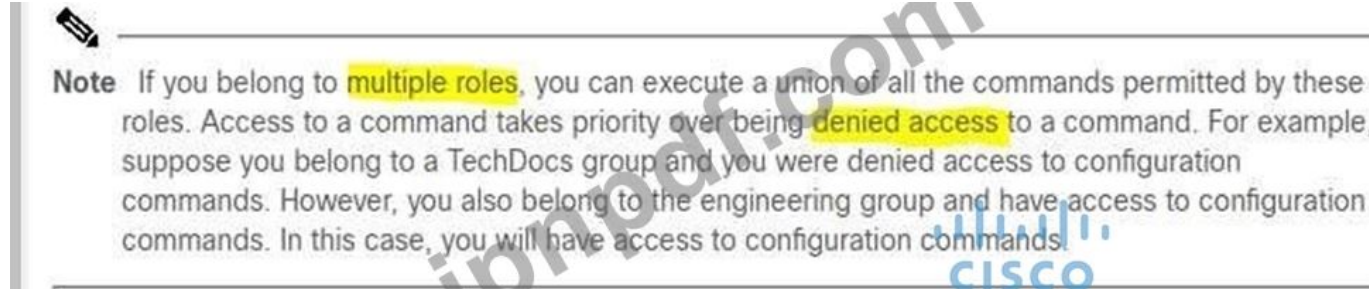 Note If you belong to multiple roles, you can execute a union of all the commands permitted by these
roles. Access to a command takes priority over being denied access to a command. For example
suppose you belong to a TechDocs group and you were denied access to configuration
commands. However, you also belong to the engineering group and have access to configuration
commands. In this case, you will have access to configuration commands.
CISCO
jpnpdf.com